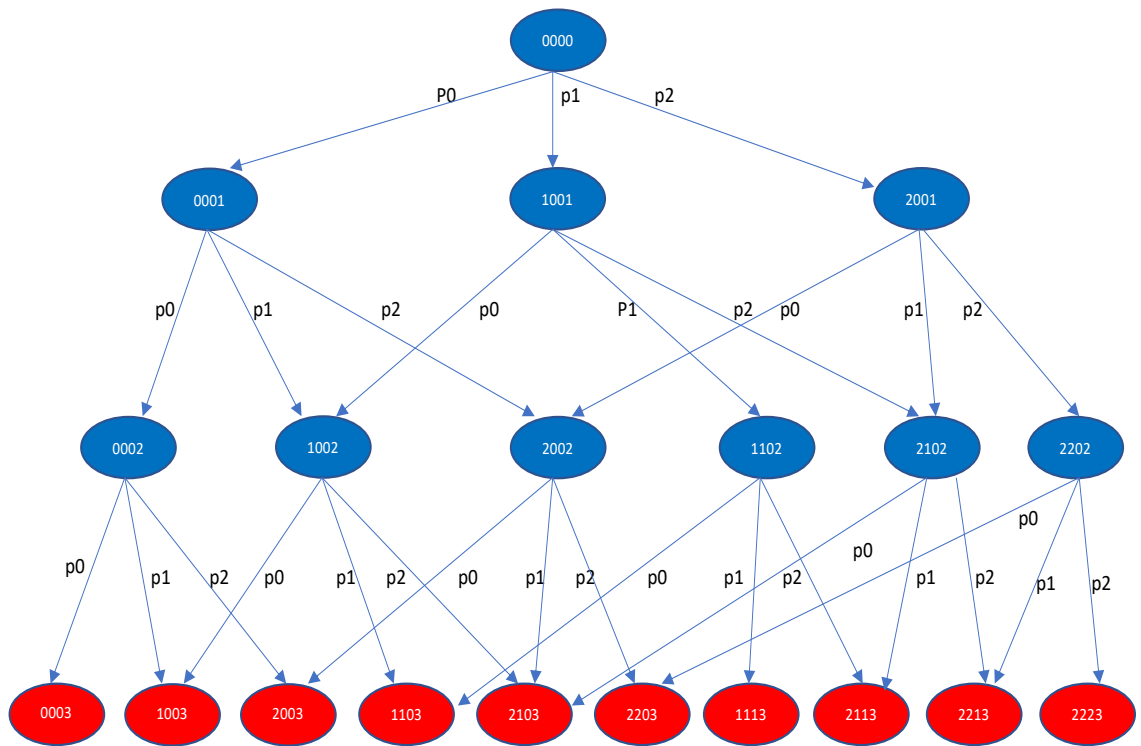 0000
P0 p1 p2
0001 1001 2001
p0 p1 p2 p0 P1 p2 p0 p1 p2
0002 1002 2002 1102 2102 2202
p0 p1 p2 p0 p1 p2 p0 p1 p2 p0 p1 p2 p0 p1 p2 p0 p1 p2
0003 1003 2003 1103 2103 2203 1113 2113 2213 2223